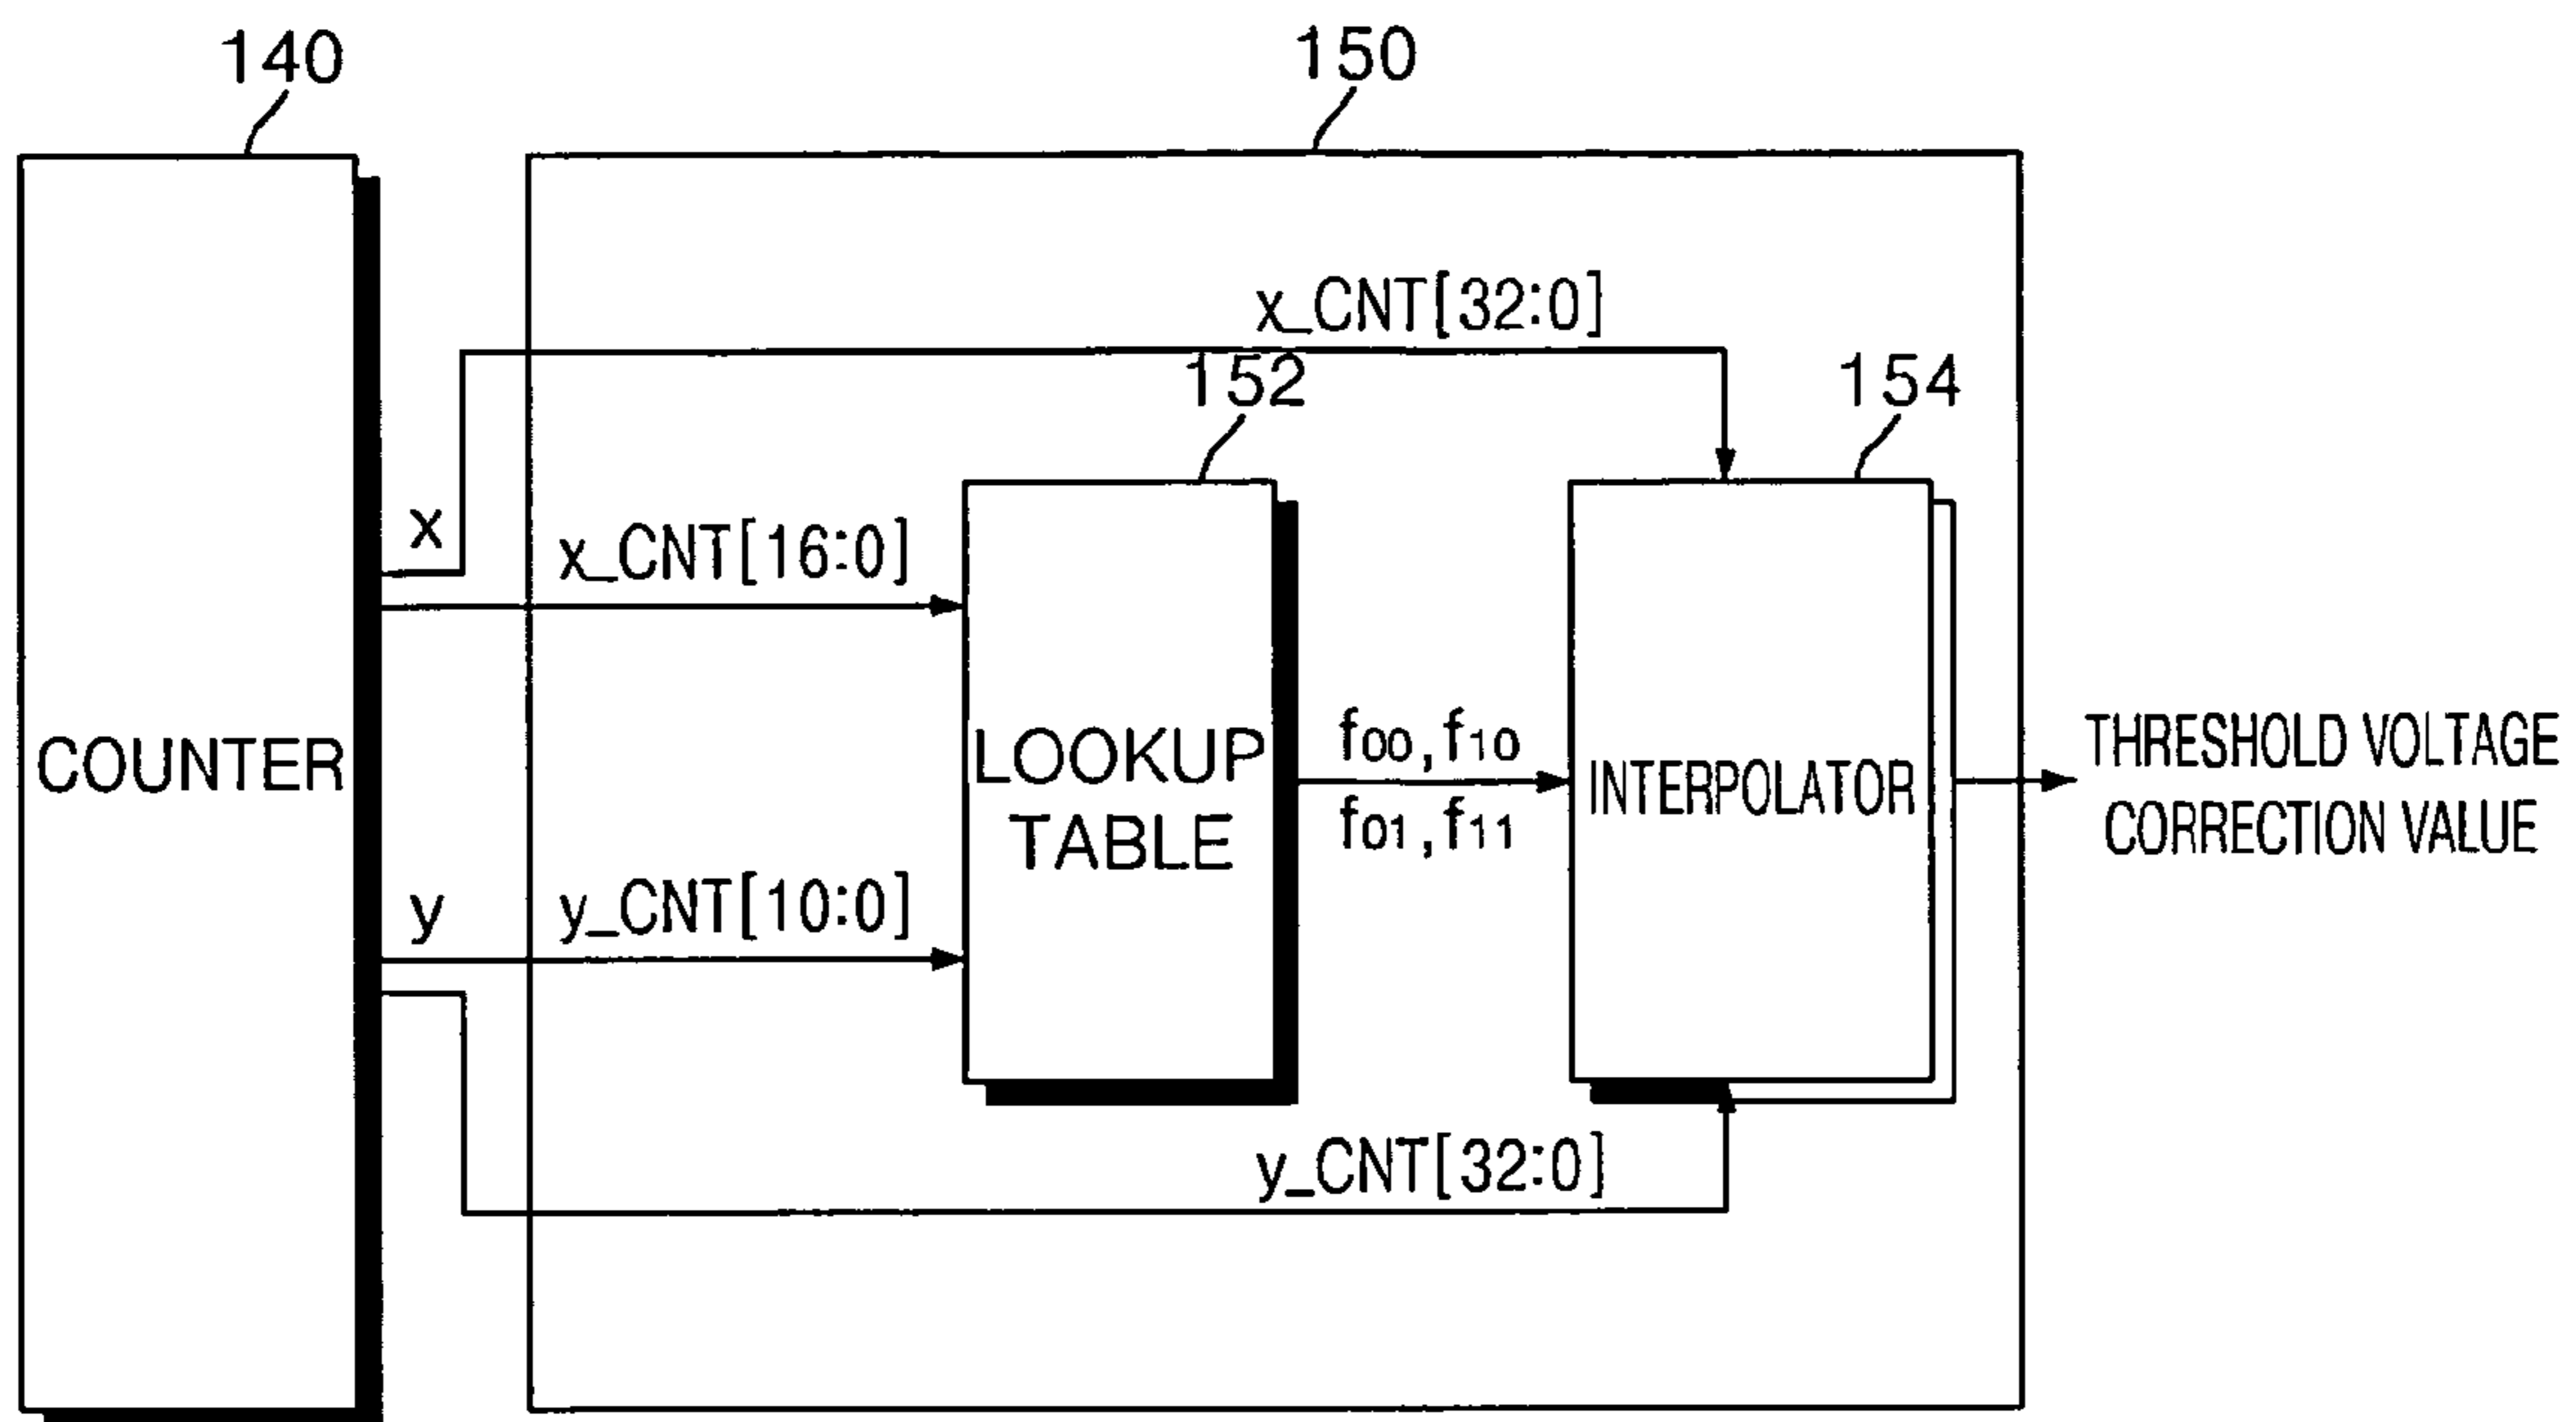 140
150
x_CNT[32:0]
152
154
x
x_CNT[16:0]
COUNTER
LOOKUP
TABLE
f00,f10
f01,f11
INTERPOLATOR
THRESHOLD VOLTAGE
CORRECTION VALUE
y
y_CNT[10:0]
y_CNT[32:0]